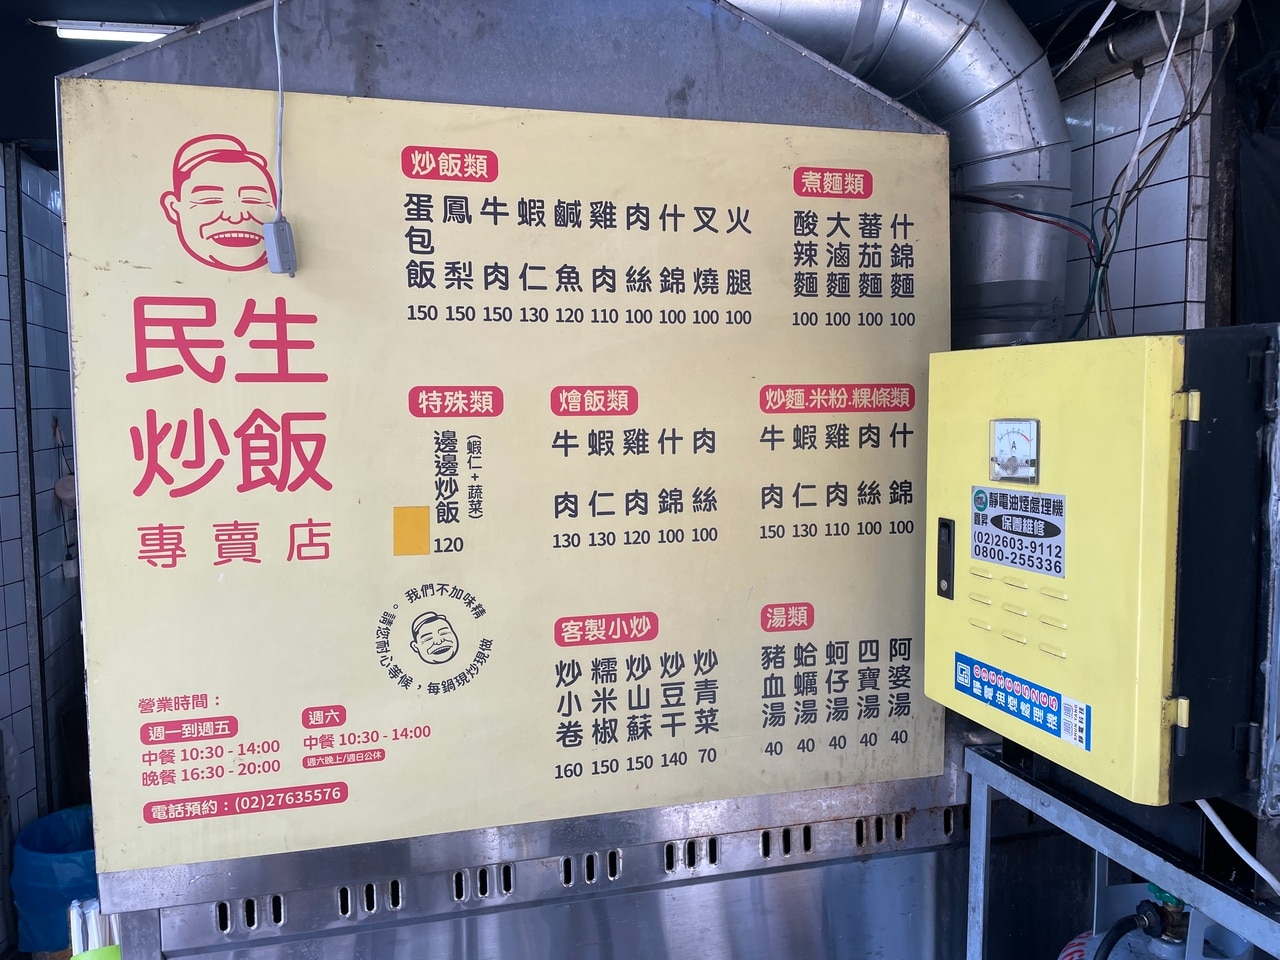 民生
炒飯
專賣店
炒飯類
火腿 100
叉燒 100
什錦 100
肉絲 100
雞肉 110
鹹魚 120
蝦仁 130
牛肉 150
鳳梨 150
蛋包飯 150
煮麵類
什錦麵 100
蕃茄麵 100
大滷麵 100
酸辣麵 100
特殊類
邊邊炒飯 (蝦仁+蔬菜) 120
燴飯類
肉絲 100
什錦 100
雞肉 120
蝦仁 130
牛肉 130
炒麵.米粉.粿條類
什錦 100
肉絲 100
雞肉 110
蝦仁 130
牛肉 150
我們不加味精，每鍋現炒現做，請您耐心等候。
客製小炒
炒青菜 70
炒豆干 140
炒山蘇 150
糯米椒 150
炒小卷 160
湯類
阿婆湯 40
四寶湯 40
蚵仔湯 40
蛤蠣湯 40
豬血湯 40
營業時間：
週一到週五
中餐 10:30 - 14:00
晚餐 16:30 - 20:00
週六
中餐 10:30 - 14:00
週六晚上/週日公休
電話預約：(02)27635576
A
靜電油煙處理機
鑫昇 保養維修
(02)2603-9112
0800-255336
靜電油煙處理機